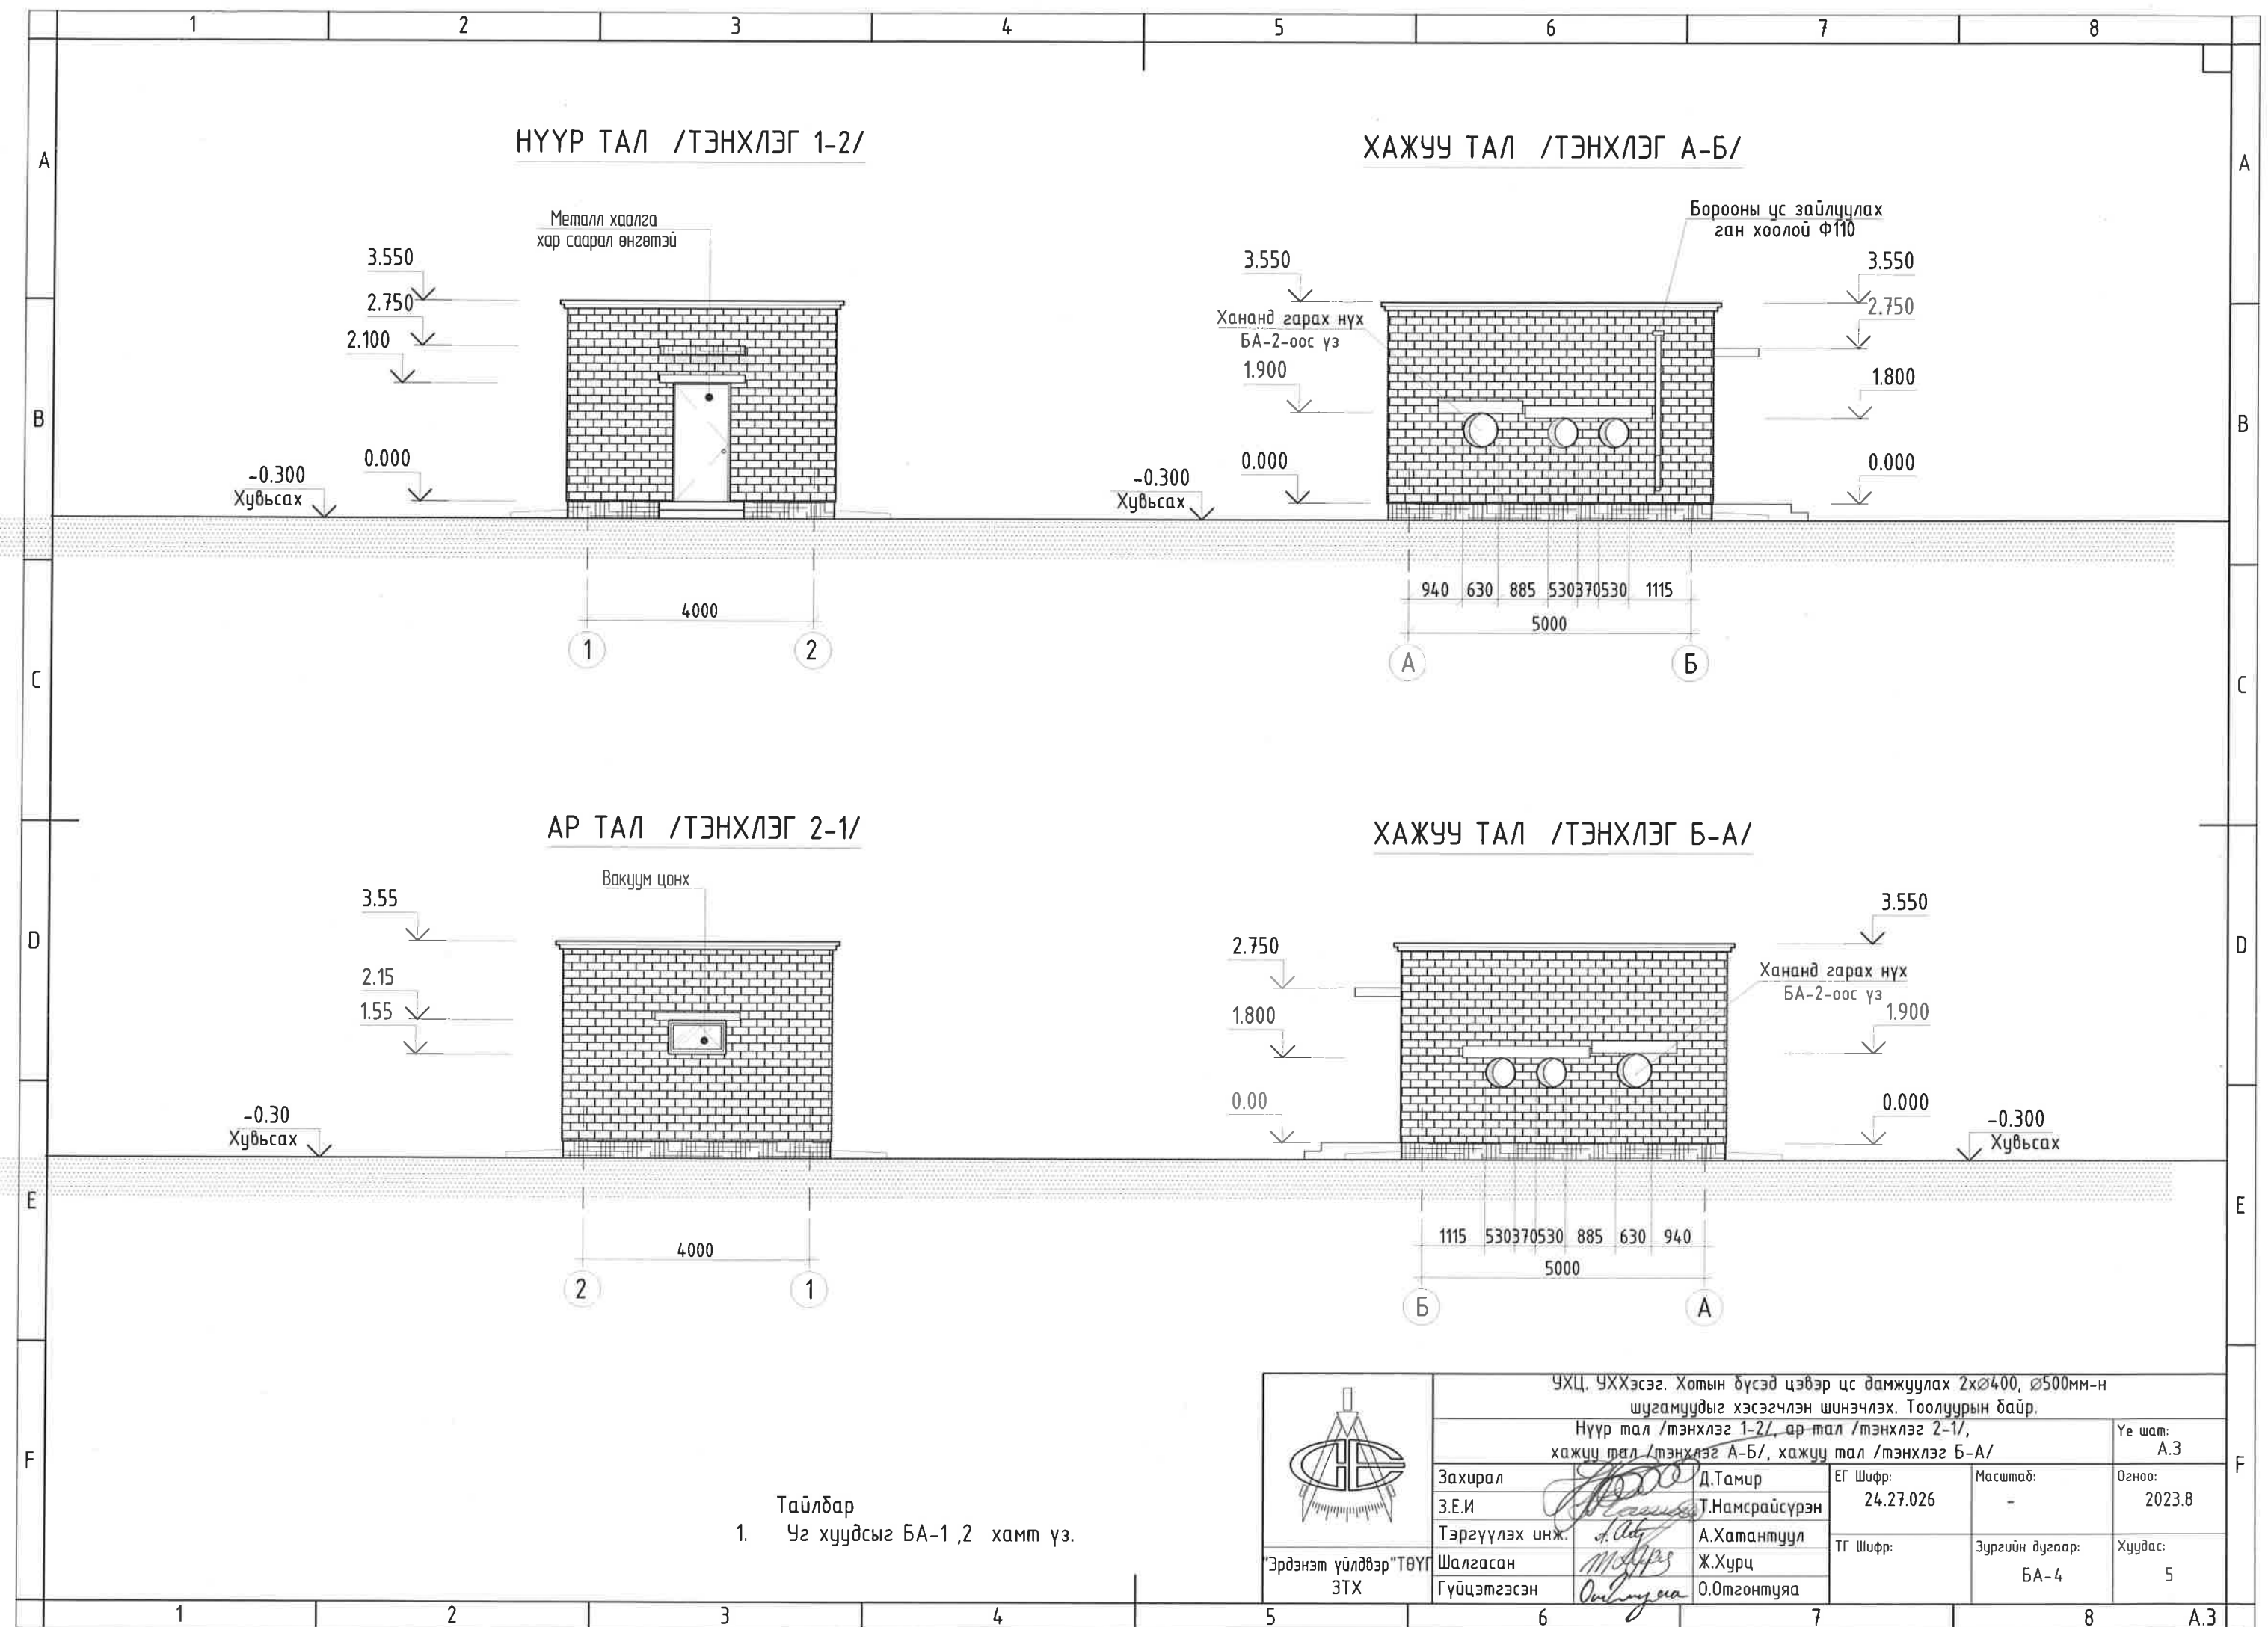 1 2 3 4 5 6 7 8
A A
B B
C C
D D
E E
F F
НҮҮР ТАЛ /ТЭНХЛЭГ 1-2/
Металл хаалга
хар саарал өнгөтэй
3.550
2.750
2.100
0.000
-0.300
Хувьсах
4000
1 2
ХАЖУУ ТАЛ /ТЭНХЛЭГ А-Б/
Борооны ус зайлуулах
ган хоолой Ф110
3.550
Хананд гарах нүх
БА-2-оос үз
1.900
0.000
-0.300
Хувьсах
3.550
2.750
1.800
0.000
940 630 885 530 370 530 1115
5000
А Б
АР ТАЛ /ТЭНХЛЭГ 2-1/
Вакуум цонх
3.55
2.15
1.55
-0.30
Хувьсах
4000
2 1
ХАЖУУ ТАЛ /ТЭНХЛЭГ Б-А/
2.750
1.800
0.00
3.550
Хананд гарах нүх
БА-2-оос үз
1.900
0.000
-0.300
Хувьсах
1115 530 370 530 885 630 940
5000
Б А
Тайлбар
1. Уг хуудсыг БА-1 ,2 хамт үз.
УХЦ. УХХэсэг. Хотын бүсэд цэвэр ус дамжуулах 2xø400, ø500мм-н
шугамуудыг хэсэгчлэн шинэчлэх. Тоолуурын байр.
Нүүр тал /тэнхлэг 1-2/, ар тал /тэнхлэг 2-1/,
хажуу тал /тэнхлэг А-Б/, хажуу тал /тэнхлэг Б-А/
Үе шат:
А.З
Захирал Д.Тамир
З.Е.И Т.Намсрайсүрэн
Тэргүүлэх инж. А.Хатантуул
Шалгасан Ж.Хурц
Гүйцэтгэсэн О.Отгонтуяа
ЕГ Шифр:
24.27.026
Масштаб:
-
Огноо:
2023.8
ТГ Шифр:
Зургийн дугаар:
БА-4
Хуудас:
5
"Эрдэнэт үйлдвэр"ТӨҮГ
ЗТХ
1 2 3 4 5 6 7 8 А.3